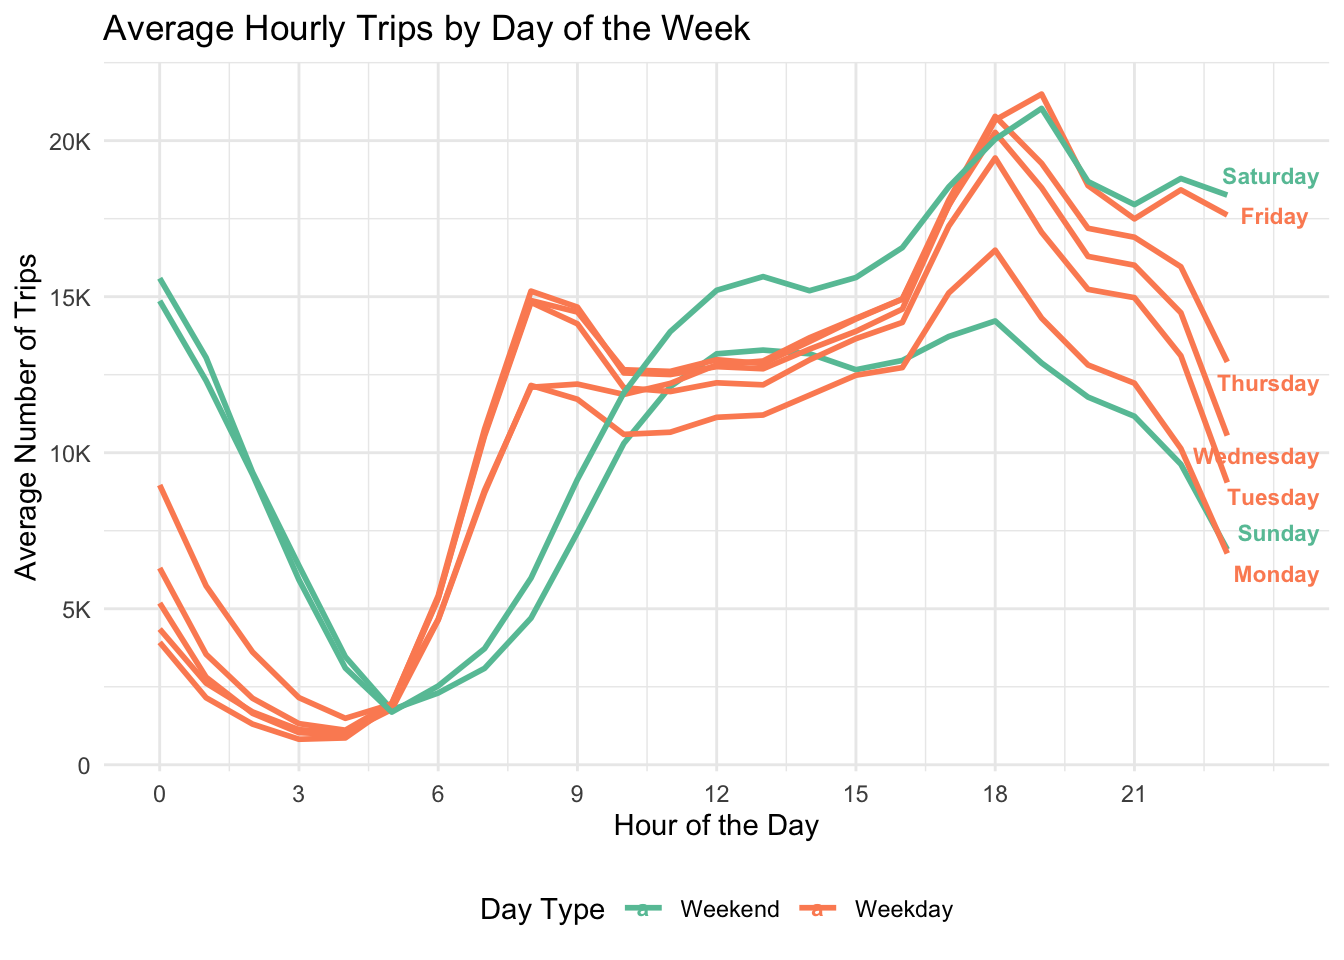 Average Hourly Trips by Day of the Week
Average Number of Trips
20K
15K
10K
5K
0
Saturday
Friday
Thursday
Wednesday
Tuesday
Sunday
Monday
0 3 6 9 12 15 18 21
Hour of the Day
Day Type a Weekend a Weekday